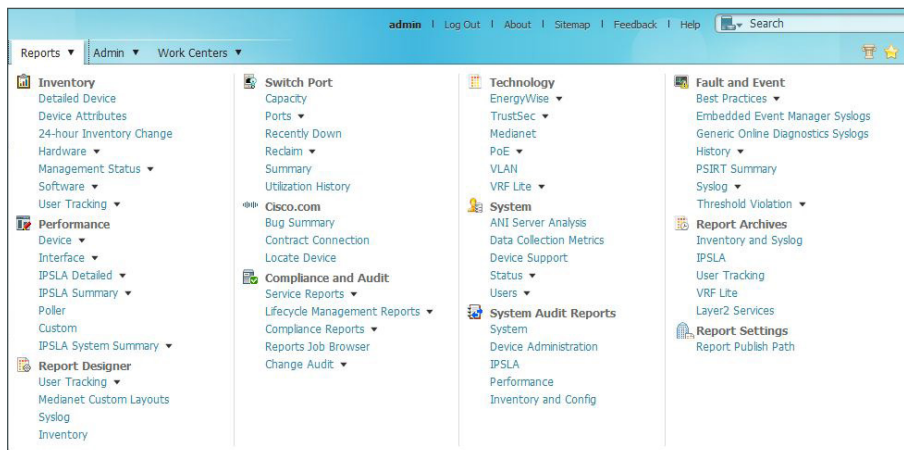 admin | Log Out | About | Sitemap | Feedback | Help Search
Reports ▼ Admin ▼ Work Centers ▼
Inventory
Detailed Device
Device Attributes
24-hour Inventory Change
Hardware ▼
Management Status ▼
Software ▼
User Tracking ▼
Performance
Device ▼
Interface ▼
IPSLA Detailed ▼
IPSLA Summary ▼
Poller
Custom
IPSLA System Summary ▼
Report Designer
User Tracking ▼
Medianet Custom Layouts
Syslog
Inventory
Switch Port
Capacity
Ports ▼
Recently Down
Reclaim ▼
Summary
Utilization History
Cisco.com
Bug Summary
Contract Connection
Locate Device
Compliance and Audit
Service Reports ▼
Lifecycle Management Reports ▼
Compliance Reports ▼
Reports Job Browser
Change Audit ▼
Technology
EnergyWise ▼
TrustSec ▼
Medianet
PoE ▼
VLAN
VRF Lite ▼
System
ANI Server Analysis
Data Collection Metrics
Device Support
Status ▼
Users ▼
System Audit Reports
System
Device Administration
IPSLA
Performance
Inventory and Config
Fault and Event
Best Practices ▼
Embedded Event Manager Syslogs
Generic Online Diagnostics Syslogs
History ▼
PSIRT Summary
Syslog ▼
Threshold Violation ▼
Report Archives
Inventory and Syslog
IPSLA
User Tracking
VRF Lite
Layer2 Services
Report Settings
Report Publish Path